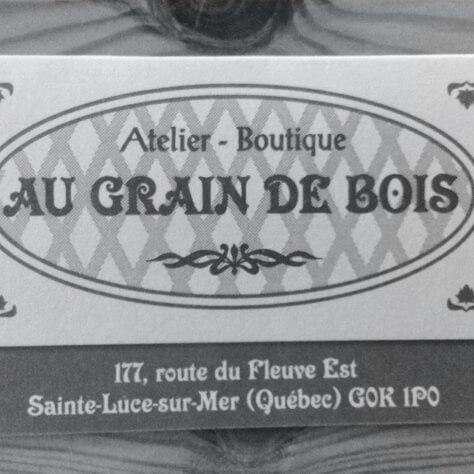 Atelier - Boutique
AU GRAIN DE BOIS
177, route du Fleuve Est
Sainte-Luce-sur-Mer (Québec) G0K 1P0